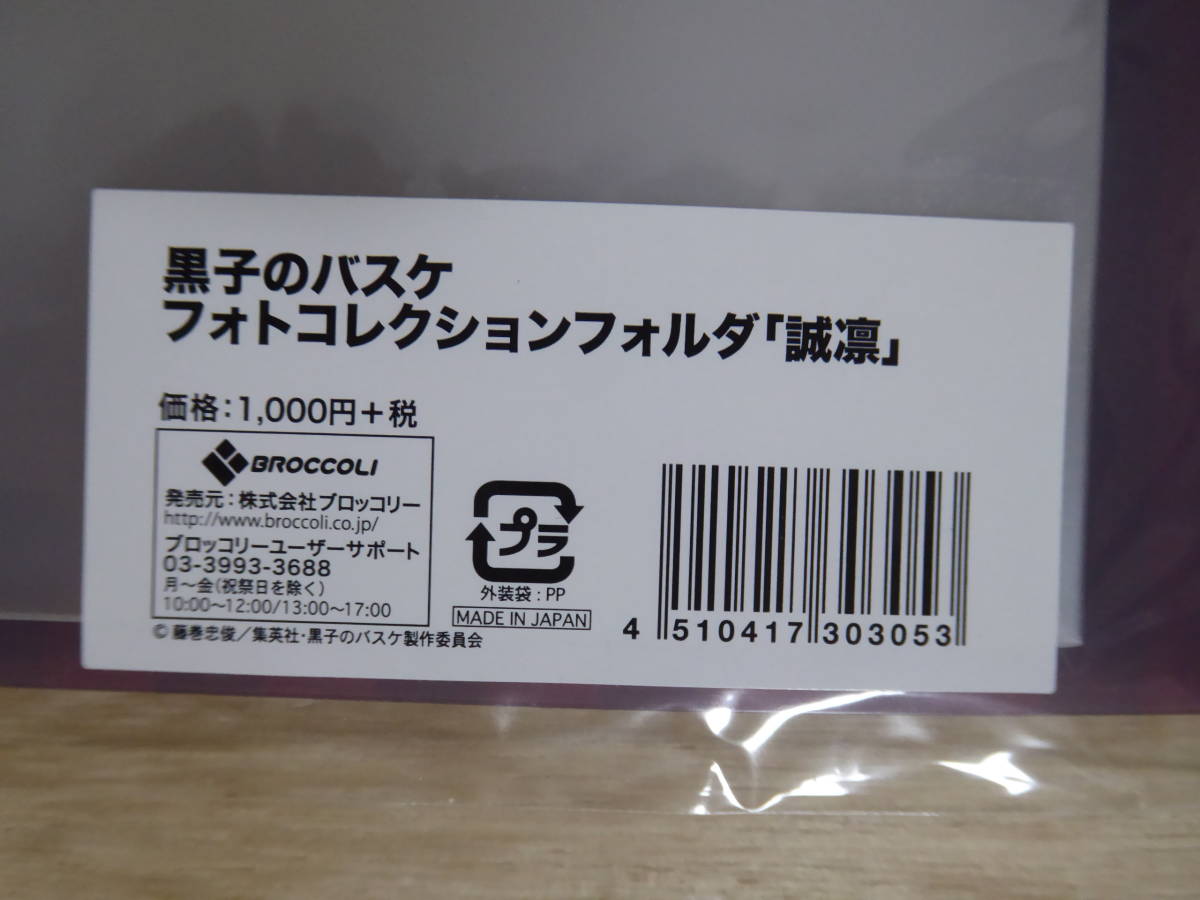 黒子のバスケ
フォトコレクションフォルダ「誠凛」
価格:1,000円+税
BROCCOLI
発売元:株式会社ブロッコリー
http://www.broccoli.co.jp/
ブロッコリーユーザーサポート
03-3993-3688
月～金(祝祭日を除く)
10:00～12:00/13:00～17:00
プラ
外装袋:PP
MADE IN JAPAN
4 510417 303053
© 藤巻忠俊／集英社・黒子のバスケ製作委員会